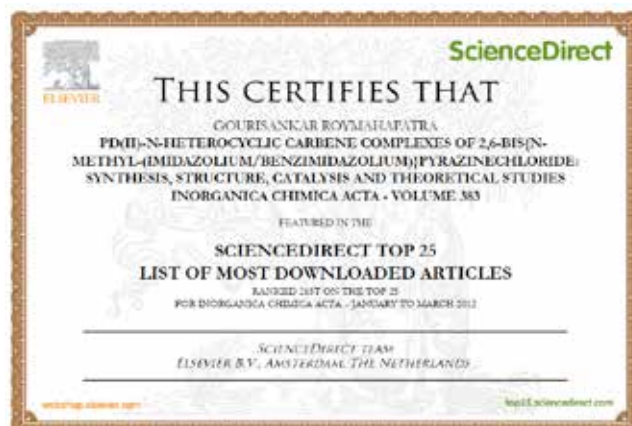 ScienceDirect
ELSEVIER
THIS CERTIFIES THAT
GOURISANKAR ROYMAHAPATRA
PD(II)-N-HETEROCYCLIC CARBENE COMPLEXES OF 2,6-BIS{N-
METHYL-(IMIDAZOLIUM/BENZIMIDAZOLIUM)}PYRAZINECHLORIDE:
SYNTHESIS, STRUCTURE, CATALYSIS AND THEORETICAL STUDIES
INORGANICA CHIMICA ACTA - VOLUME 383
FEATURED IN THE
SCIENCEDIRECT TOP 25
LIST OF MOST DOWNLOADED ARTICLES
RANKED ON THE TOP 25
FOR INORGANICA CHIMICA ACTA - JANUARY TO MARCH 2012
SCIENCEDIRECT TEAM
ELSEVIER B.V., AMSTERDAM, THE NETHERLANDS
top25.sciencedirect.com